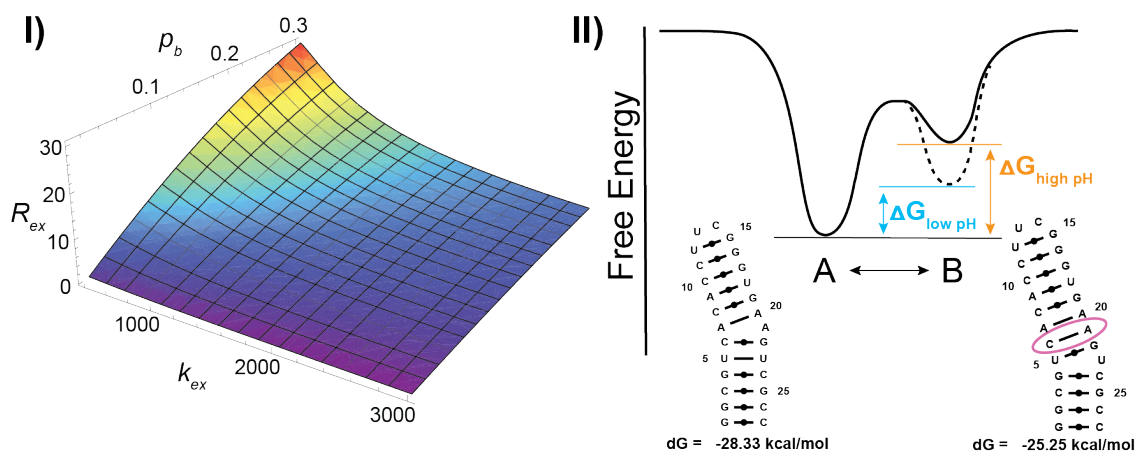 I)
p_b
0.3
0.2
0.1
30
20
10
0
R_ex
1000
2000
3000
k_ex
II)
Free Energy
ΔG_high pH
ΔG_low pH
A
B
U C
U G 15
C G
C G
10 C G
A U
C G
A A 20
A
C G
5 U U
G C
C G 25
G C
G C
dG = -28.33 kcal/mol
U C
U G 15
C G
C G
10 C G
A U
C G
A A 20
C A
5 U G
U
G C
C G 25
G C
G C
dG = -25.25 kcal/mol